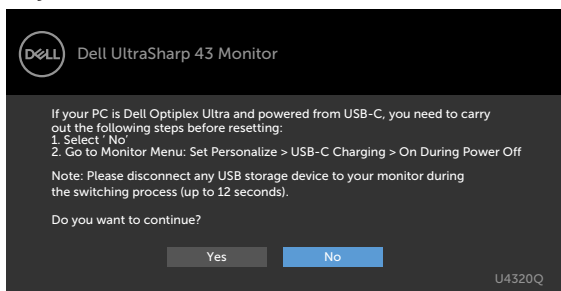 DELL
Dell UltraSharp 43 Monitor
If your PC is Dell Optiplex Ultra and powered from USB-C, you need to carry
out the following steps before resetting:
1. Select ‘ No’
2. Go to Monitor Menu: Set Personalize > USB-C Charging > On During Power Off
Note: Please disconnect any USB storage device to your monitor during
the switching process (up to 12 seconds).
Do you want to continue?
Yes
No
U4320Q